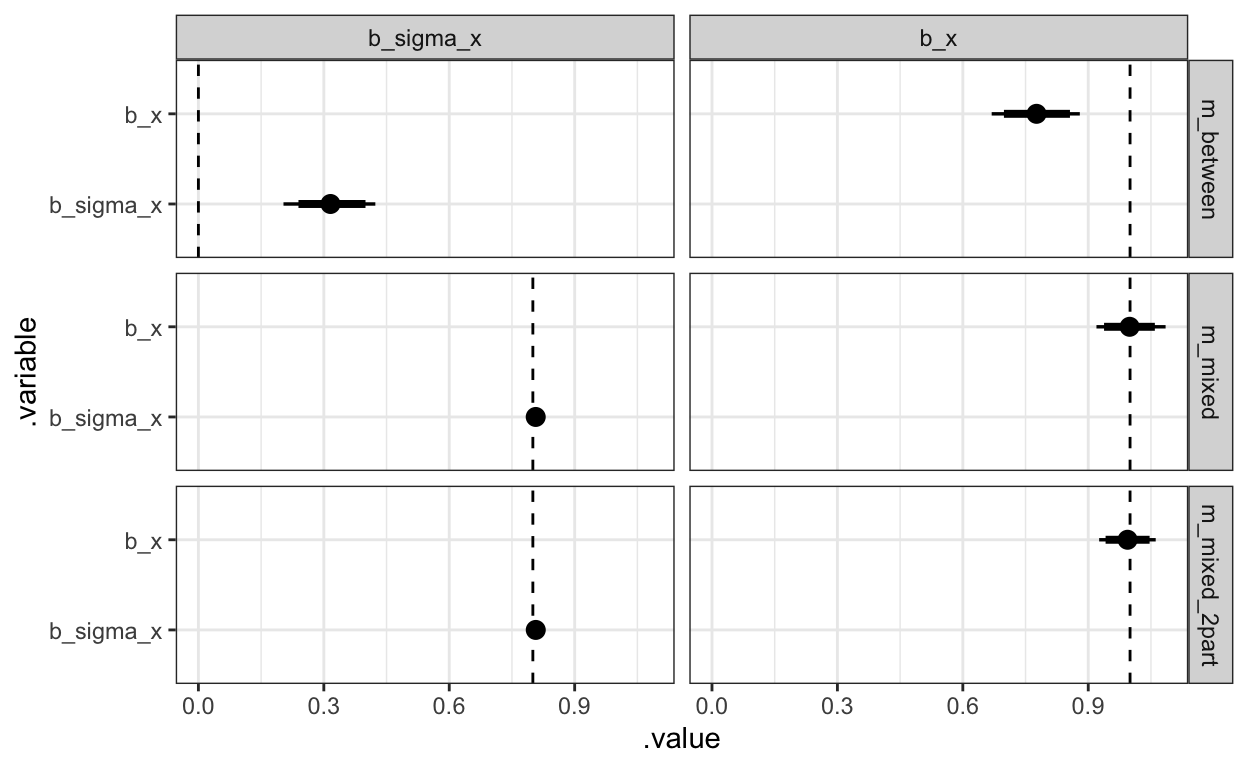 b_sigma_x
b_x
b_x
b_sigma_x
m_between
b_x
b_sigma_x
m_mixed
b_x
b_sigma_x
m_mixed_2part
.variable
0.0 0.3 0.6 0.9
0.0 0.3 0.6 0.9
.value